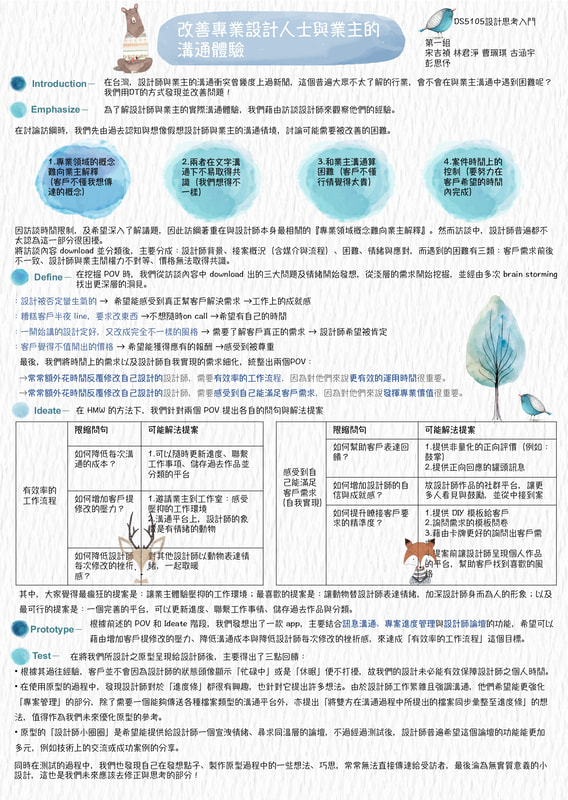 改善專業設計人士與業主的
溝通體驗
DS5105設計思考入門
第一組
宋吉禎 林君淨 曹珮琪 古涵宇
彭思伃
Introduction— 在台灣，設計師與業主的溝通衝突曾幾度上過新聞，這個普遍大眾不太了解的行業，會不會在與業主溝通中遇到困難呢？
我們用DT的方式發現並改善問題！
Emphasize— 為了解設計師與業主的實際溝通體驗，我們藉由訪談設計師來觀察他們的經驗。
在討論訪綱時，我們先由過去認知與想像假想設計師與業主的溝通情境，討論可能需要被改善的困難。
1.專業領域的概念
難向業主解釋
(客戶不懂我想傳
達的概念)
2.兩者在文字溝
通下不易取得共
識（我們想得不一
樣）
3.和業主溝通算
困難（客戶不懂
行情覺得太貴）
4.案件時間上的
控制（要努力在
客戶希望的時間
內完成）
因訪談時間限制，及希望深入了解議題，因此訪綱著重在與設計師本身最相關的『專業領域概念難向業主解釋』。然而訪談中，設計師普遍都不
太認為這一部分很困擾。
將訪談內容 download 並分類後，主要分成：設計師背景、接案概況（含媒介與流程）、困難、情緒與應對，而遇到的困難有三類：客戶需求前後
不一致、設計師與業主間權力不對等、價格無法取得共識。
Define— 在挖掘 POV 時，我們從訪談內容中 download 出的三大問題及情緒開始發想，從淺層的需求開始挖掘，並經由多次 brain storming
找出更深層的洞見。
：設計被否定蠻生氣的 → 希望能感受到真正幫客戶解決需求 →工作上的成就感
：糟糕客戶半夜 line，要求改東西 →不想隨時on call →希望有自己的時間
：一開始講的設計定好，又改成完全不一樣的風格 → 需要了解客戶真正的需求 → 設計師希望被肯定
：客戶覺得不值開出的價格 → 希望能獲得應有的報酬 →感受到被尊重
最後，我們將時間上的需求以及設計師自我實現的需求細化，統整出兩個POV：
→常常額外花時間反覆修改自己設計的設計師，需要有效率的工作流程，因為對他們來說更有效的運用時間很重要。
→常常額外花時間反覆修改自己設計的設計師，需要感受到自己能滿足客戶需求，因為對他們來說發揮專業價值很重要。
Ideate— 在 HMW 的方法下，我們針對兩個 POV 提出各自的問句與解法提案
限縮問句 可能解法提案
有效率的
工作流程
如何降低每次溝
通的成本？
1.可以隨時更新進度、聯繫
工作事項、儲存過去作品並
分類的平台
如何增加客戶提
修改的壓力？
1.邀請業主到工作室：感受
壓抑的工作環境
2.溝通平台上，設計師的象
是有情緒的動物
如何降低設計師
每次修改的挫折
感？
對其他設計師以動物表達情
緒，一起取暖
限縮問句 可能解法提案
感受到自
己能滿足
客戶需求
(自我實現)
如何幫助客戶表達回
饋？
1.提供非量化的正向評價（例如：
鼓掌）
2.提供正向回應的罐頭訊息
如何增加設計師的自
信與成就感？
放設計師作品的社群平台，讓更
多人看見與鼓勵，並從中接到案
如何提升瞭接客戶要
求的精準度？
1.提供 DIY 模板給客戶
2.詢問需求的模板問卷
3.藉由卡牌更好的詢問出客戶需
提案前讓設計師呈現個人作品
的平台，幫助客戶找到喜歡的風
格
其中，大家覺得最瘋狂的提案是：讓業主體驗壓抑的工作環境；最喜歡的提案是：讓動物替設計師表達情緒，加深設計師身而為人的形象；以及
最可行的提案是：一個完善的平台，可以更新進度、聯繫工作事情、儲存過去作品與分類。
Prototype— 根據前述的 POV 和 Ideate 階段，我們發想出了一款 app，主要結合訊息溝通、專案進度管理與設計師論壇的功能，希望可以
藉由增加客戶提修改的壓力、降低溝通成本與降低設計師每次修改的挫折感，來達成「有效率的工作流程」這個目標。
Test— 在將我們所設計之原型呈現給設計師後，主要得出了三點回饋：
• 根據其過往經驗，客戶並不會因為設計師的狀態頭像顯示「忙碌中」或是「休眠」便不打擾，故我們的設計未必能有效保障設計師之個人時間。
• 在使用原型的過程中，發現設計師對於「進度條」都很有興趣，也針對它提出許多想法。由於設計師工作繁雜且強調溝通，他們希望能更強化
「專案管理」的部分，除了需要一個能夠傳送各種檔案類型的溝通平台外，亦提出「將雙方在溝通過程中所提出的檔案同步彙整至進度條」的想
法，值得作為我們未來優化原型的參考。
• 原型的「設計師小圈圈」是希望能提供給設計師一個宣洩情緒、尋求同溫層的論壇，不過經過測試後，設計師普遍希望這個論壇的功能能更加
多元，例如技術上的交流或成功案例的分享。
同時在測試的過程中，我們也發現自己在發想點子、製作原型過程中的一些想法、巧思，常常無法直接傳達給受訪者，最後淪為無實質意義的小
設計，這也是我們未來應該去修正與思考的部分！